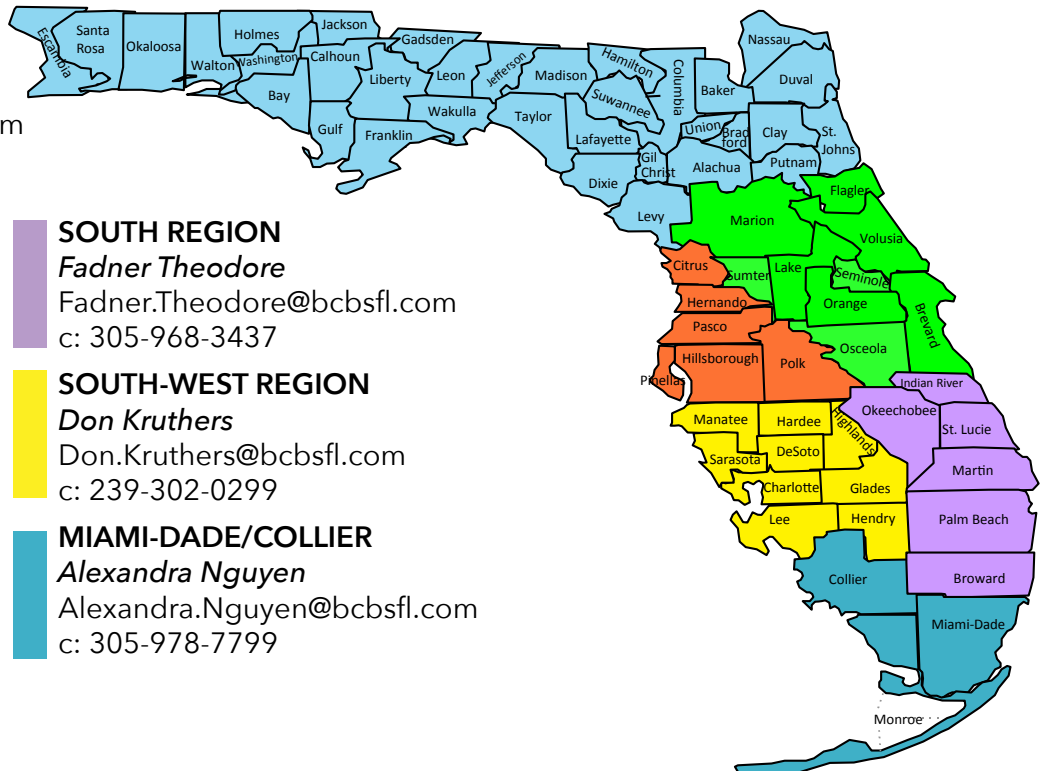 Escambia
Santa
Rosa
Okaloosa
Walton
Holmes
Washington
Jackson
Bay
Calhoun
Gulf
Liberty
Franklin
Gadsden
Leon
Wakulla
Jefferson
Madison
Taylor
Hamilton
Suwannee
Lafayette
Dixie
Columbia
Gil
Christ
Levy
Baker
Union
Brad
ford
Alachua
Nassau
Duval
Clay
St.
Johns
Putnam
m
SOUTH REGION
Fadner Theodore
Fadner.Theodore@bcbsfl.com
c: 305-968-3437
SOUTH-WEST REGION
Don Kruthers
Don.Kruthers@bcbsfl.com
c: 239-302-0299
MIAMI-DADE/COLLIER
Alexandra Nguyen
Alexandra.Nguyen@bcbsfl.com
c: 305-978-7799
Flagler
Marion
Volusia
Citrus
Sumter
Lake
Seminole
Hernando
Orange
Brevard
Pasco
Osceola
Hillsborough
Polk
Pinellas
Indian River
Okeechobee
St. Lucie
Manatee
Hardee
Highlands
Sarasota
DeSoto
Martin
Charlotte
Glades
Lee
Hendry
Palm Beach
Collier
Broward
Miami-Dade
Monroe